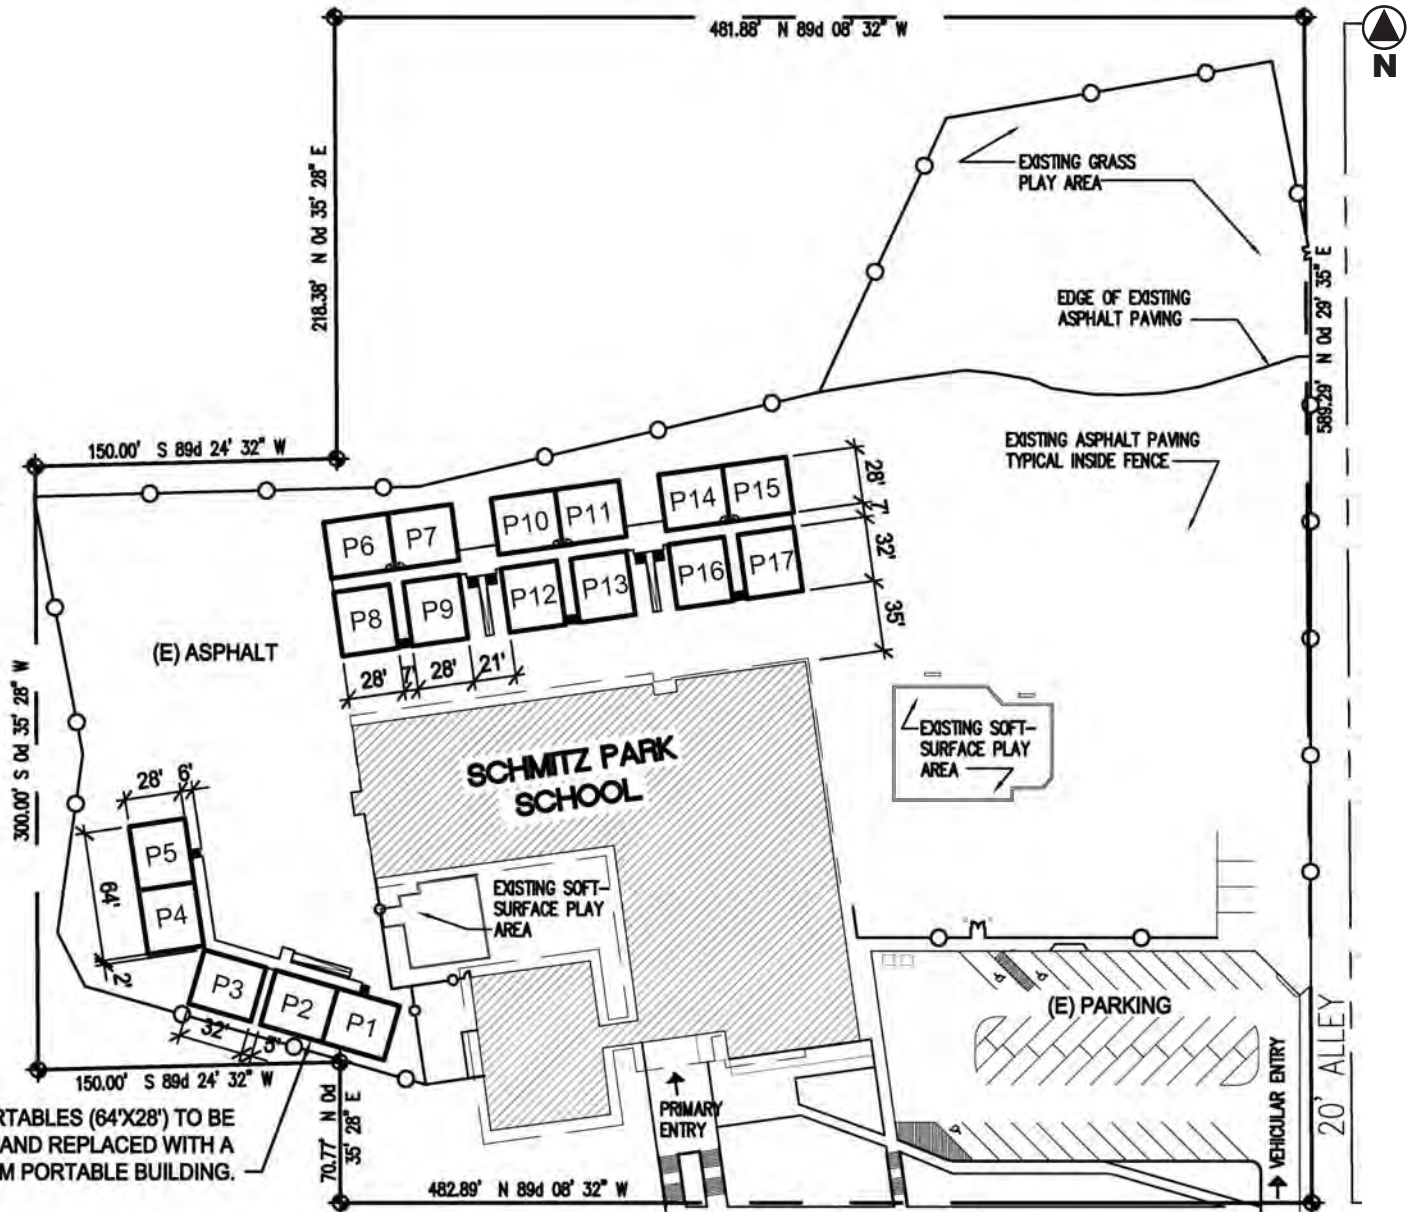 481.88' N 89d 08' 32" W
N
218.38' N 0d 35' 28" E
EXISTING GRASS
PLAY AREA
EDGE OF EXISTING
ASPHALT PAVING
589.29' N 0d 29' 35" E
150.00' S 89d 24' 32" W
EXISTING ASPHALT PAVING
TYPICAL INSIDE FENCE
P6
P7
P10
P11
P14
P15
28'
7'
32'
35'
P8
P9
P12
P13
P16
P17
(E) ASPHALT
28'
7'
28'
21'
300.00' S 0d 35' 28" W
SCHMITZ PARK
SCHOOL
EXISTING SOFT-
SURFACE PLAY
AREA
28'
6'
P5
P4
64'
2'
EXISTING SOFT-
SURFACE PLAY
AREA
P3
P2
P1
32'
5'
"M"
(E) PARKING
20' ALLEY
VEHICULAR ENTRY
150.00' S 89d 24' 32" W
RTABLES (64'X28') TO BE
AND REPLACED WITH A
M PORTABLE BUILDING.
70.77' N 0d
35' 28" E
PRIMARY
ENTRY
482.89' N 89d 08' 32" W